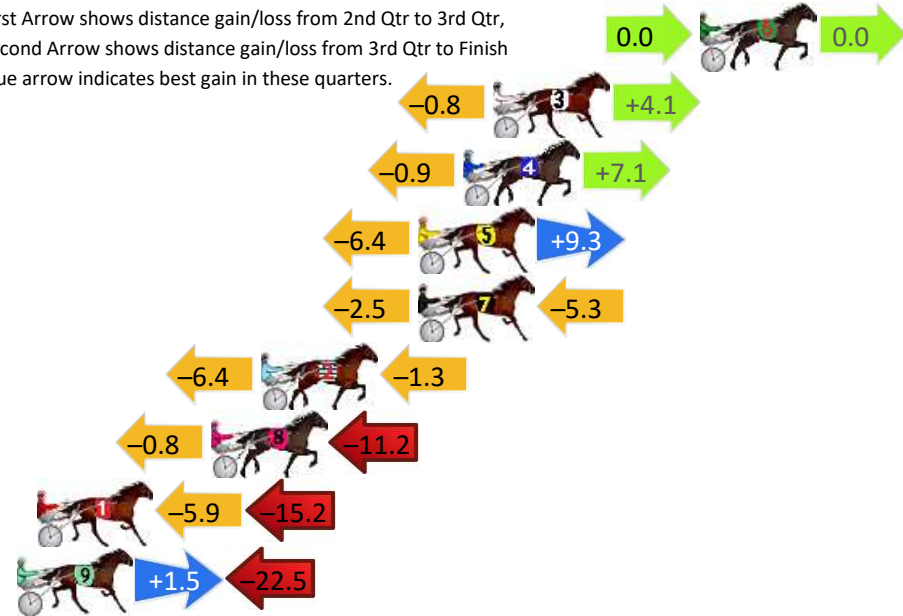 rst Arrow shows distance gain/loss from 2nd Qtr to 3rd Qtr,
cond Arrow shows distance gain/loss from 3rd Qtr to Finish
ue arrow indicates best gain in these quarters.
0.0 6 0.0
−0.8 3 +4.1
−0.9 4 +7.1
−6.4 5 +9.3
−2.5 7 −5.3
−6.4 2 −1.3
−0.8 8 −11.2
1 −5.9 −15.2
9 +1.5 −22.5